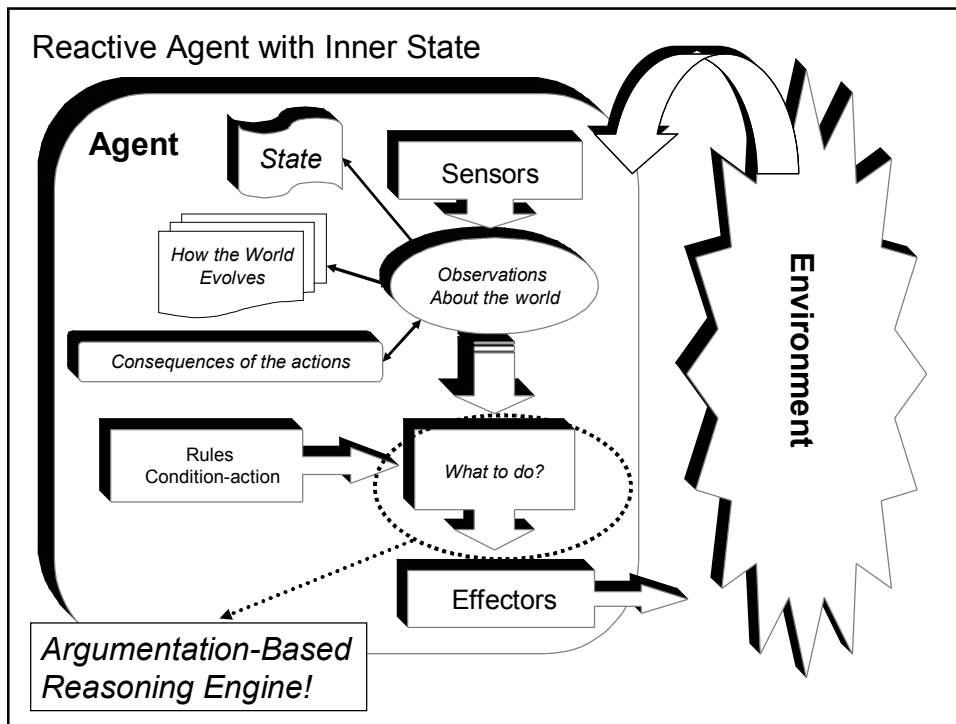 Reactive Agent with Inner State
Agent
State
Sensors
How the World
Evolves
Observations
About the world
Consequences of the actions
Rules
Condition-action
What to do?
Effectors
Argumentation-Based
Reasoning Engine!
Environment